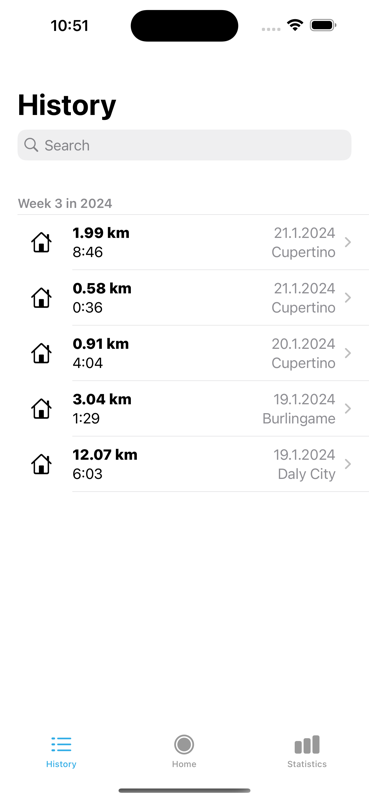 10:51
History
Search
Week 3 in 2024
1.99 km 21.1.2024
8:46 Cupertino
0.58 km 21.1.2024
0:36 Cupertino
0.91 km 20.1.2024
4:04 Cupertino
3.04 km 19.1.2024
1:29 Burlingame
12.07 km 19.1.2024
6:03 Daly City
History Home Statistics